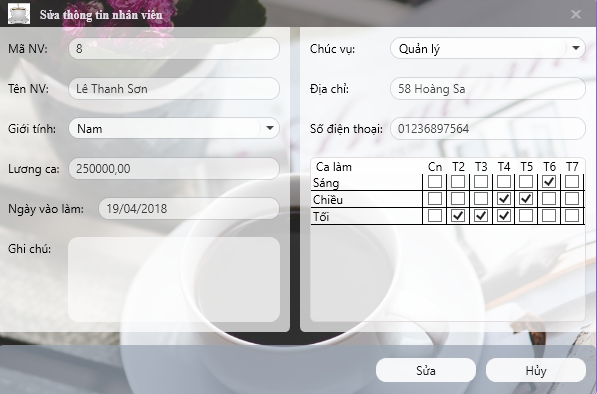 Sửa thông tin nhân viên
Mã NV: 8
Tên NV: Lê Thanh Sơn
Giới tính: Nam
Lương ca: 250000,00
Ngày vào làm: 19/04/2018
Ghi chú:
Chức vụ: Quản lý
Địa chỉ: 58 Hoàng Sa
Số điện thoại: 01236897564
Ca làm Cn T2 T3 T4 T5 T6 T7
Sáng
Chiều
Tối
Sửa Hủy